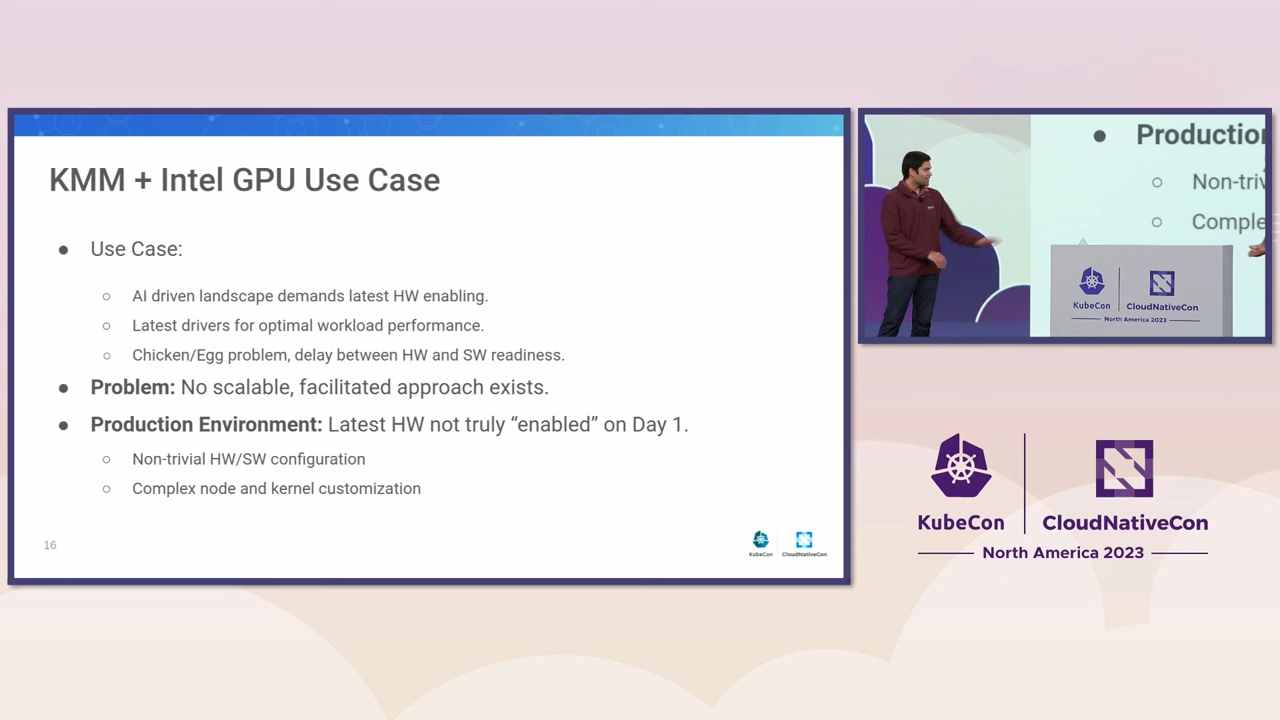 KMM + Intel GPU Use Case
● Use Case:
○ AI driven landscape demands latest HW enabling.
○ Latest drivers for optimal workload performance.
○ Chicken/Egg problem, delay between HW and SW readiness.
● Problem: No scalable, facilitated approach exists.
● Production Environment: Latest HW not truly “enabled” on Day 1.
○ Non-trivial HW/SW configuration
○ Complex node and kernel customization
16
KubeCon CloudNativeCon
● Production
○ Non-triv
○ Comple
KubeCon CloudNativeCon
North America 2023
KubeCon CloudNativeCon
North America 2023